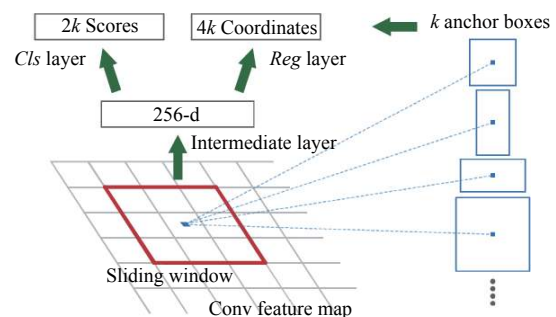 2k Scores
4k Coordinates
k anchor boxes
Cls layer
Reg layer
256-d
Intermediate layer
Sliding window
Conv feature map